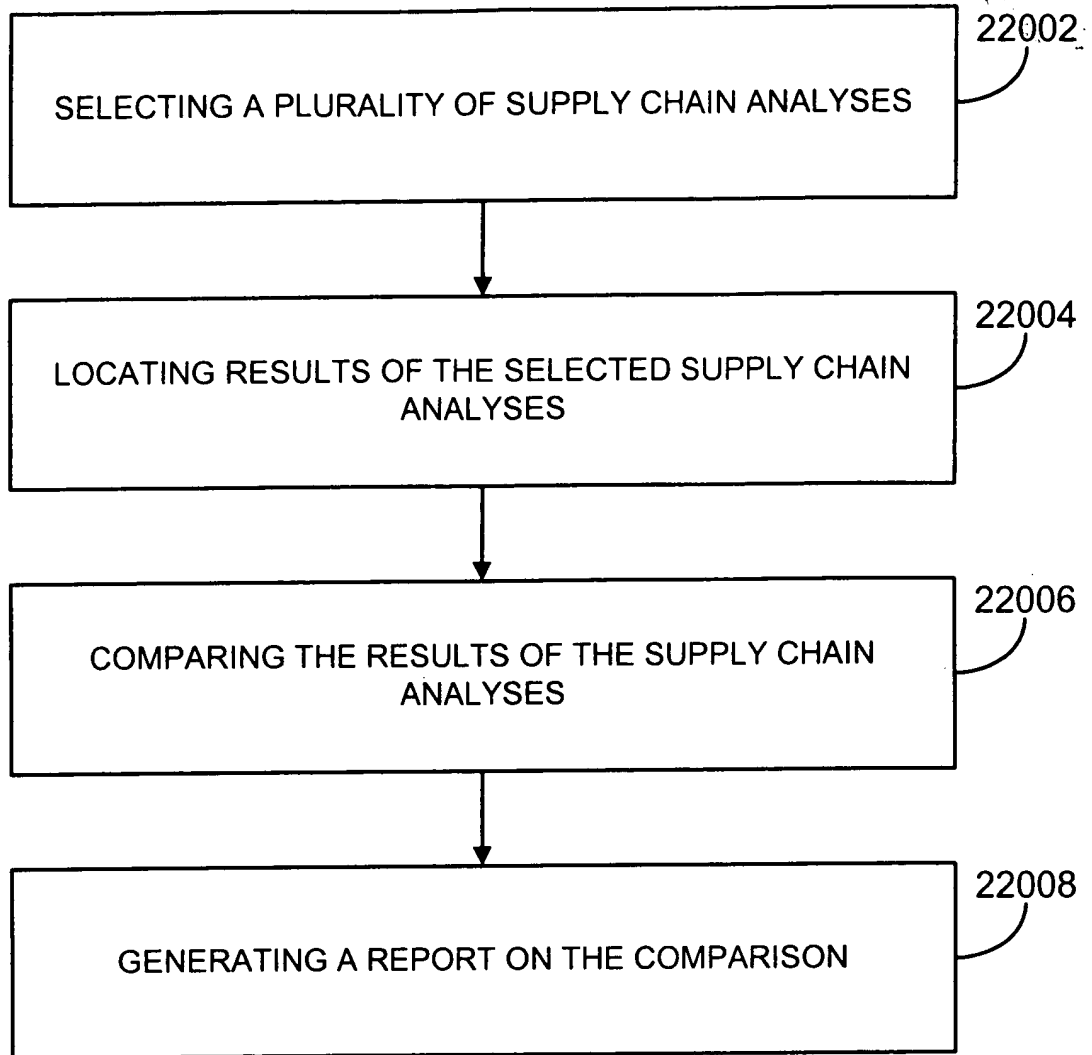 22002
SELECTING A PLURALITY OF SUPPLY CHAIN ANALYSES
22004
LOCATING RESULTS OF THE SELECTED SUPPLY CHAIN
ANALYSES
22006
COMPARING THE RESULTS OF THE SUPPLY CHAIN
ANALYSES
22008
GENERATING A REPORT ON THE COMPARISON